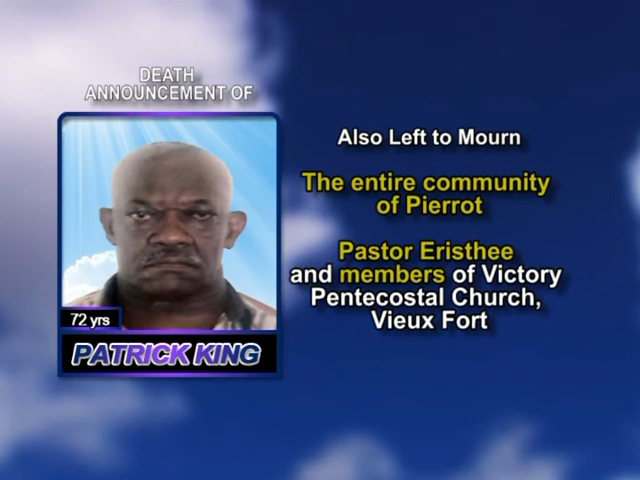 DEATH
ANNOUNCEMENT OF
72 yrs
PATRICK KING
Also Left to Mourn
The entire community
of Pierrot
Pastor Eristhee
and members of Victory
Pentecostal Church,
Vieux Fort